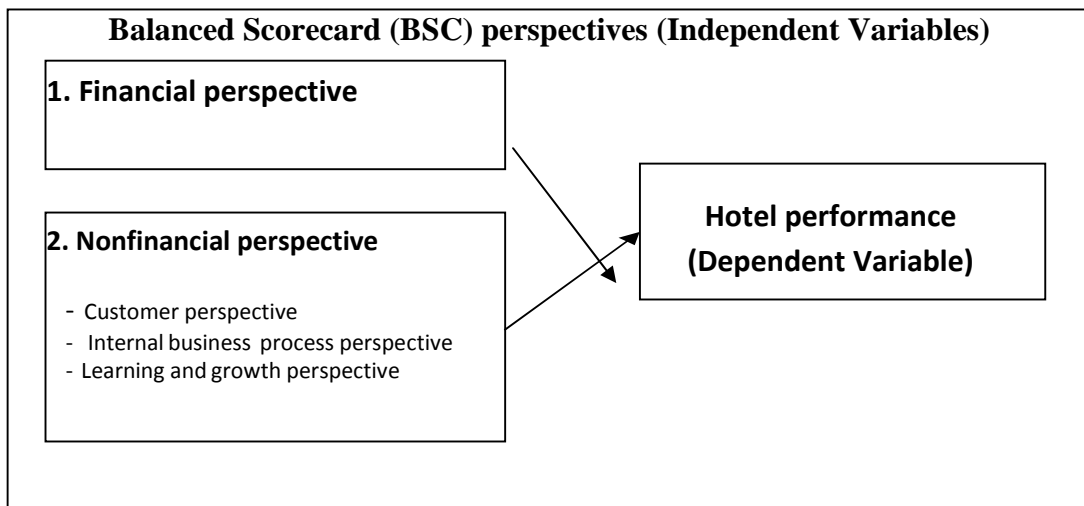 Balanced Scorecard (BSC) perspectives (Independent Variables)
1. Financial perspective
2. Nonfinancial perspective
- Customer perspective
- Internal business process perspective
- Learning and growth perspective
Hotel performance
(Dependent Variable)